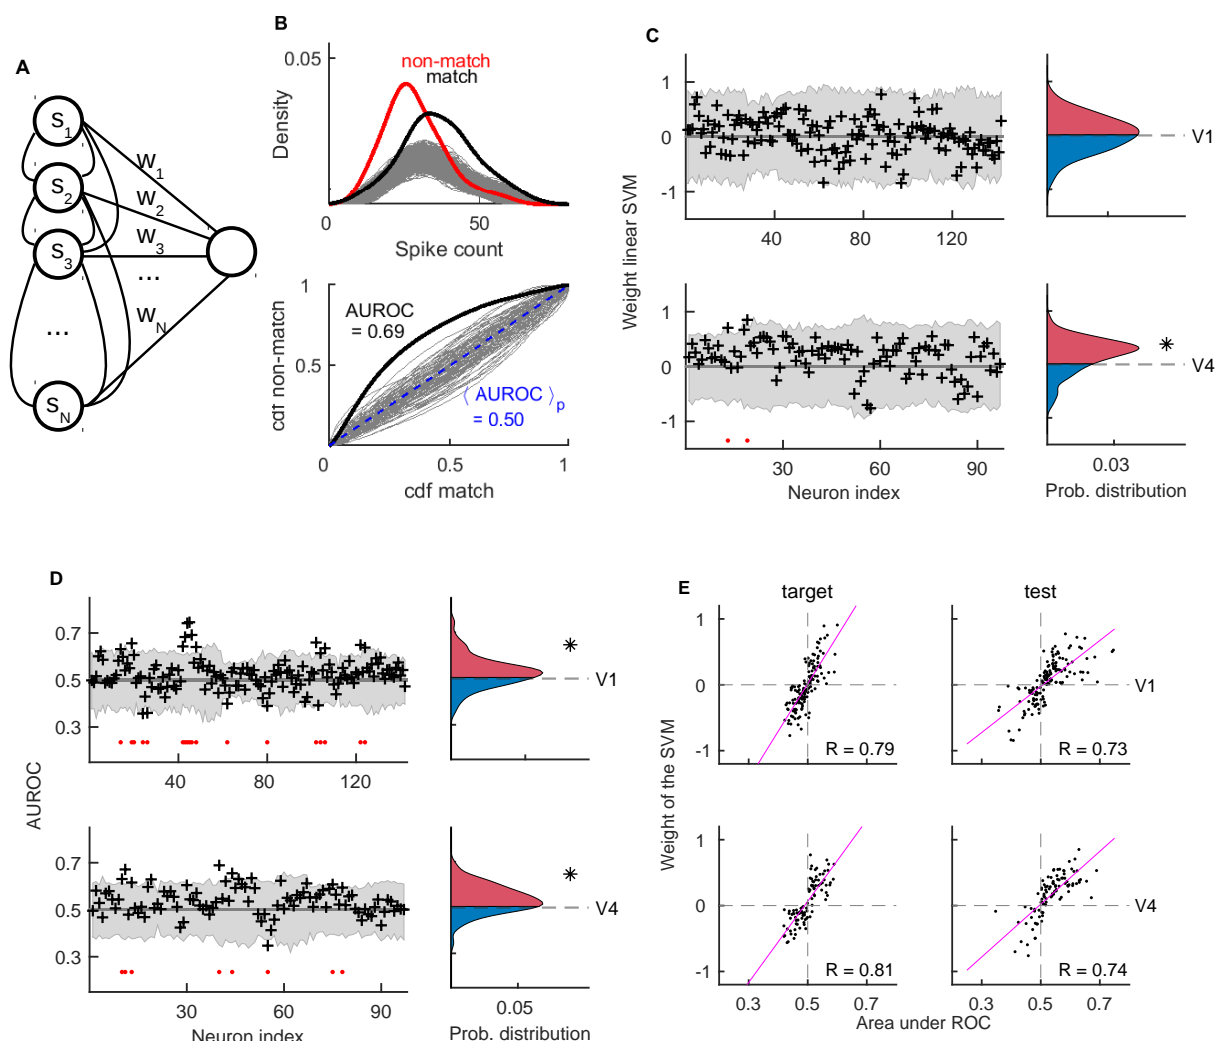 A
S1
S2
S3
...
SN
W1
W2
W3
...
WN
B
0.05
non-match
match
Density
0
50
Spike count
1
AUROC
= 0.69
0.5
cdf non-match
⟨ AUROC ⟩p
= 0.50
0
0.5
1
cdf match
C
Weight linear SVM
1
0
-1
40
80
120
V1
1
0
-1
30
60
90
Neuron index
V4
0.03
Prob. distribution
D
AUROC
0.7
0.5
0.3
40
80
120
V1
0.7
0.5
0.3
30
60
90
Neuron index
V4
0.05
Prob. distribution
E
target
test
Weight of the SVM
1
0
-1
R = 0.79
R = 0.73
V1
1
0
-1
R = 0.81
R = 0.74
V4
0.3
0.5
0.7
0.3
0.5
0.7
Area under ROC